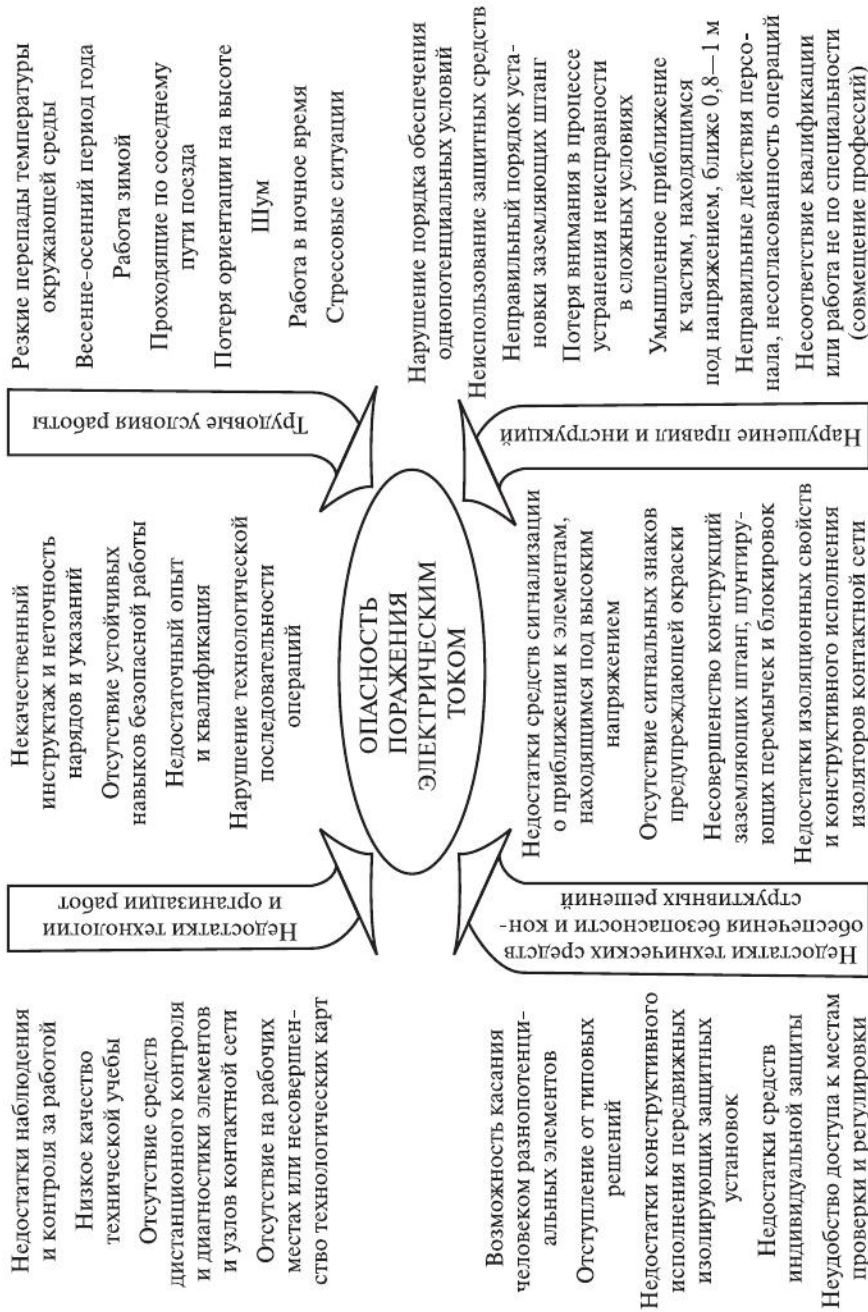 Недостатки наблюдения
и контроля за работой
Низкое качество
технической учебы
Отсутствие средств
дистанционного контроля
и диагностики элементов
и узлов контактной сети
Отсутствие на рабочих
местах или несовершен-
ство технологических карт
Недостатки технологии
и организации работ
Некачественный
инструктаж и неточность
нарядов и указаний
Отсутствие устойчивых
навыков безопасной работы
Недостаточный опыт
и квалификация
Нарушение технологической
последовательности
операций
Трудовые условия работы
Резкие перепады температуры
окружающей среды
Весенне-осенний период года
Работа зимой
Проходящие по соседнему
пути поезда
Потеря ориентации на высоте
Шум
Работа в ночное время
Стрессовые ситуации
ОПАСНОСТЬ
ПОРАЖЕНИЯ
ЭЛЕКТРИЧЕСКИМ
ТОКОМ
Возможность касания
человеком разнопотенци-
альных элементов
Отступление от типовых
решений
Недостатки конструктивного
исполнения передвижных
изолирующих защитных
установок
Недостатки средств
индивидуальной защиты
Неудобство доступа к местам
проверки и регулировки
Недостатки технических средств
обеспечения безопасности и кон-
структивных решений
Недостатки средств сигнализации
о приближении к элементам,
находящимся под высоким
напряжением
Отсутствие сигнальных знаков
предупреждающей окраски
Несовершенство конструкций
заземляющих штанг, шунтиру-
ющих перемычек и блокировок
Недостатки изоляционных свойств
и конструктивного исполнения
изоляторов контактной сети
Нарушение правил и инструкций
Нарушение порядка обеспечения
однопотенциальных условий
Неиспользование защитных средств
Неправильный порядок уста-
новки заземляющих штанг
Потеря внимания в процессе
устранения неисправности
в сложных условиях
Умышленное приближение
к частям, находящимся
под напряжением, ближе 0,8—1 м
Неправильные действия персо-
нала, несогласованность операций
Несоответствие квалификации
или работа не по специальности
(совмещение профессий)